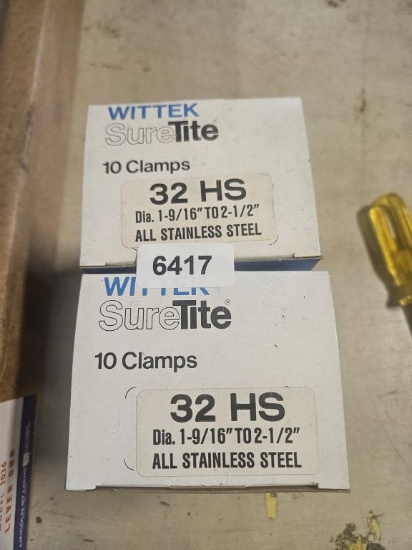 WITTEK
SureTite
10 Clamps
32 HS
Dia. 1-9/16" TO 2-1/2"
ALL STAINLESS STEEL
6417
WITTEK
SureTite®
10 Clamps
32 HS
Dia. 1-9/16" TO 2-1/2"
ALL STAINLESS STEEL